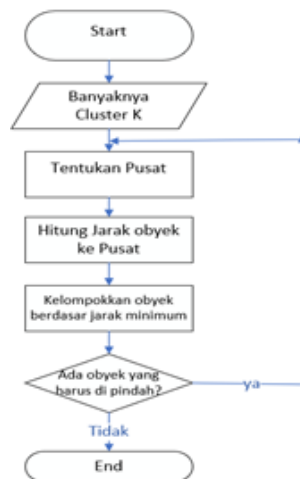 Start
Banyaknya
Cluster K
Tentukan Pusat
Hitung Jarak obyek
ke Pusat
Kelompokkan obyek
berdasar jarak minimum
Ada obyek yang
harus di pindah?
ya
Tidak
End